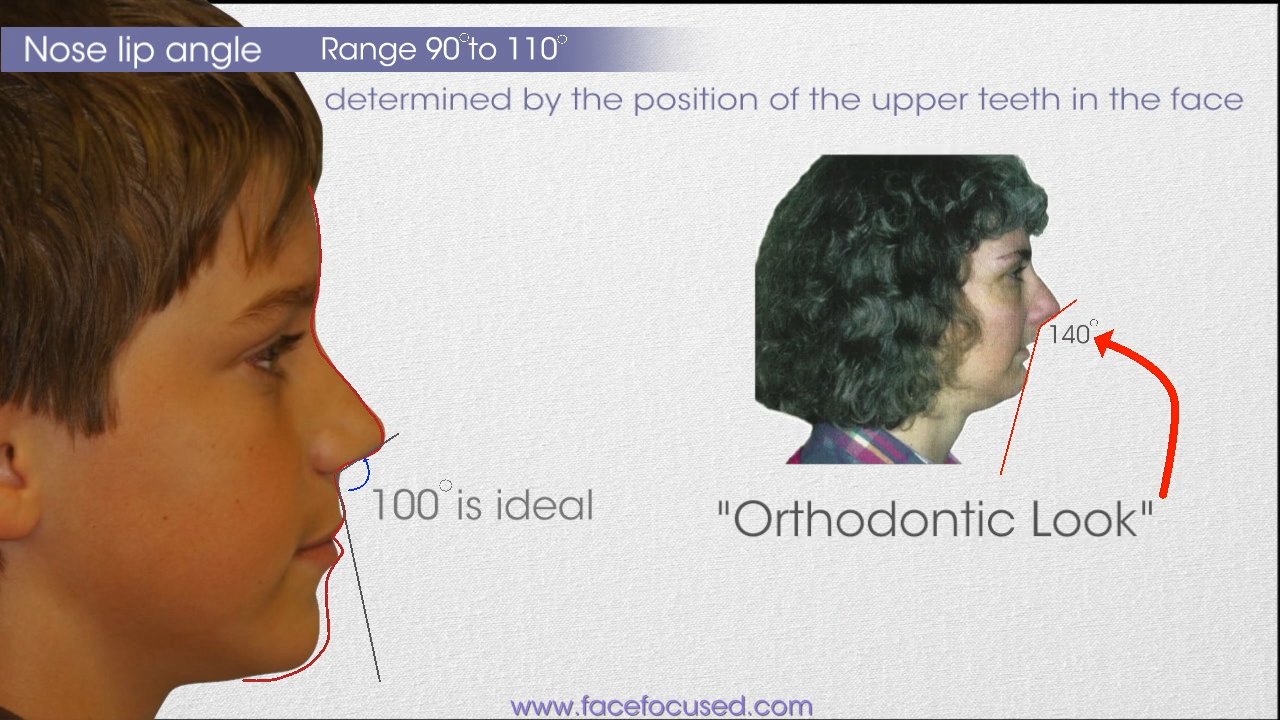 Nose lip angle Range 90° to 110°
determined by the position of the upper teeth in the face
140°
100° is ideal
"Orthodontic Look"
www.facefocused.com